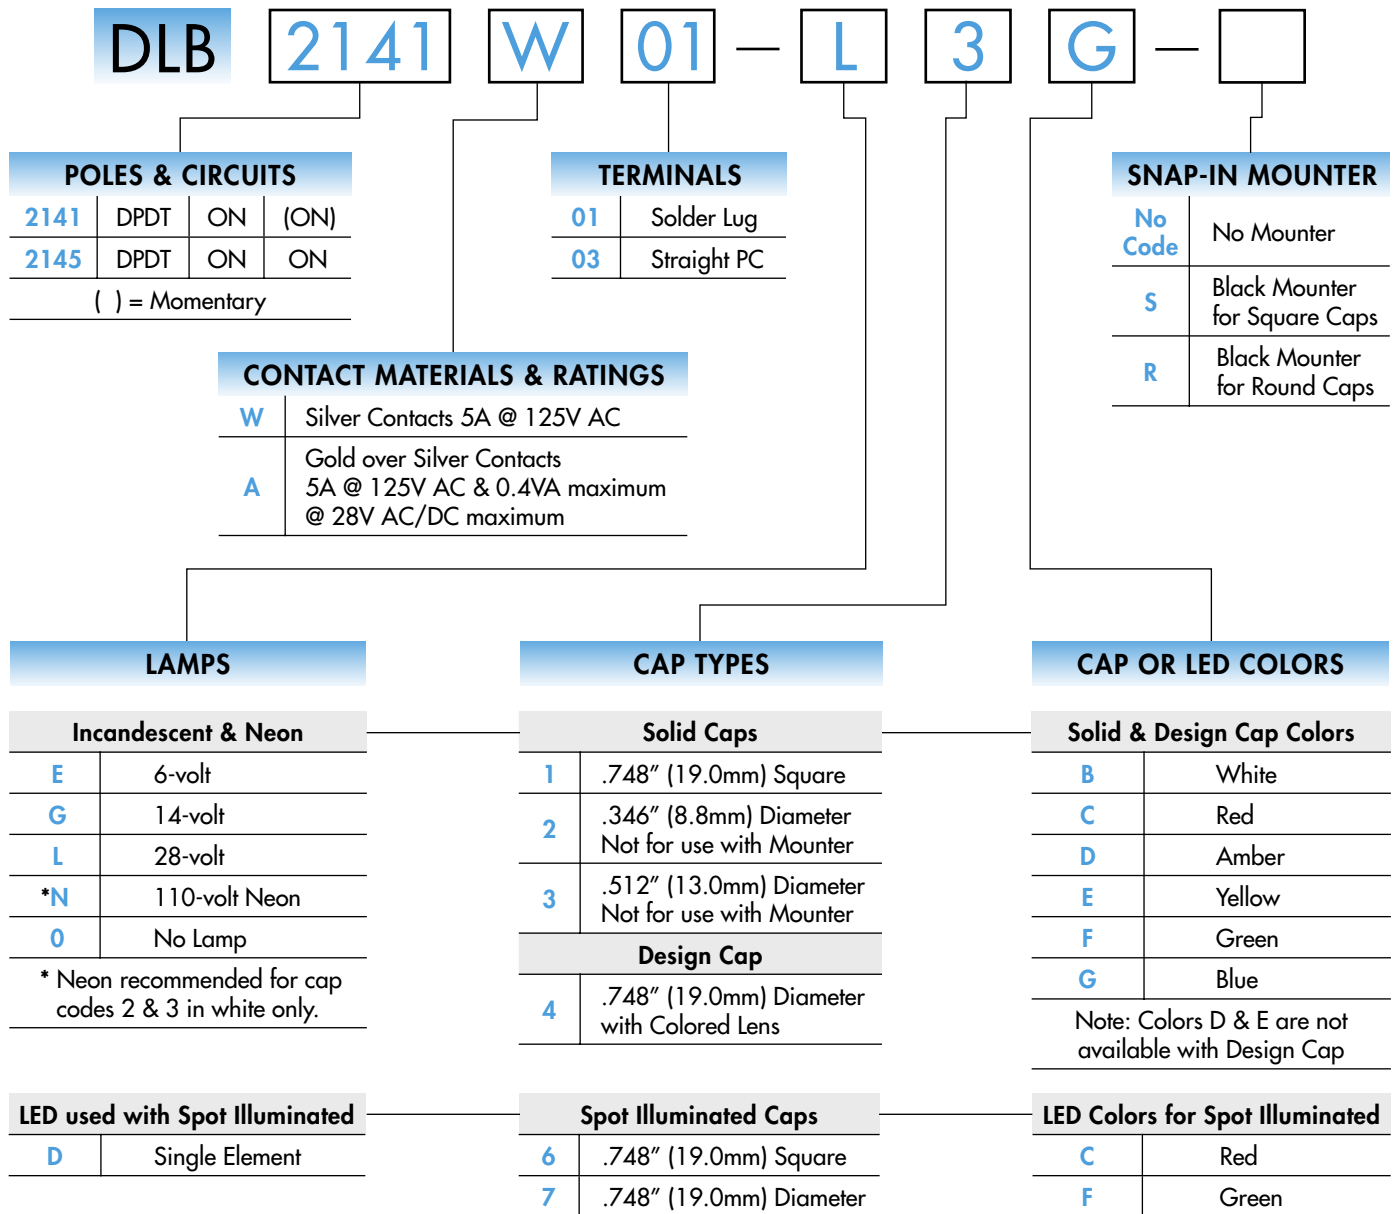 DLB 2141 W 01 — L 3 G —
POLES & CIRCUITS
2141 DPDT ON (ON)
2145 DPDT ON ON
( ) = Momentary
TERMINALS
01 Solder Lug
03 Straight PC
SNAP-IN MOUNTER
No Code No Mounter
S Black Mounter
for Square Caps
R Black Mounter
for Round Caps
CONTACT MATERIALS & RATINGS
W Silver Contacts 5A @ 125V AC
A Gold over Silver Contacts
5A @ 125V AC & 0.4VA maximum
@ 28V AC/DC maximum
LAMPS
Incandescent & Neon
E 6-volt
G 14-volt
L 28-volt
*N 110-volt Neon
0 No Lamp
* Neon recommended for cap
codes 2 & 3 in white only.
LED used with Spot Illuminated
D Single Element
CAP TYPES
Solid Caps
1 .748″ (19.0mm) Square
2 .346″ (8.8mm) Diameter
Not for use with Mounter
3 .512″ (13.0mm) Diameter
Not for use with Mounter
Design Cap
4 .748″ (19.0mm) Diameter
with Colored Lens
Spot Illuminated Caps
6 .748″ (19.0mm) Square
7 .748″ (19.0mm) Diameter
CAP OR LED COLORS
Solid & Design Cap Colors
B White
C Red
D Amber
E Yellow
F Green
G Blue
Note: Colors D & E are not
available with Design Cap
LED Colors for Spot Illuminated
C Red
F Green